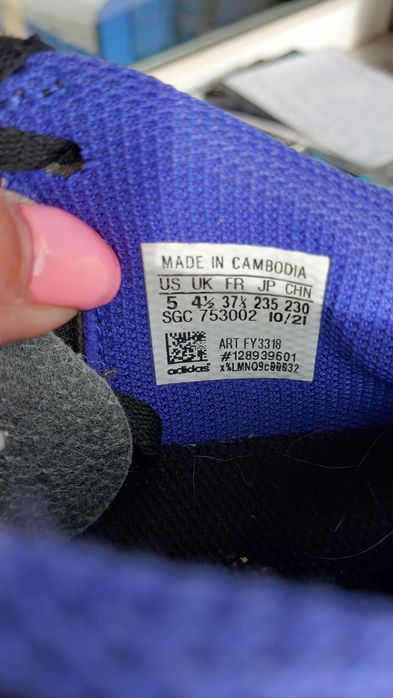 MADE IN CAMBODIA
US UK FR JP CHN
5 4½ 37⅓ 235 230
SGC 753002 10/21
ART FY3318
#128939601
adidas